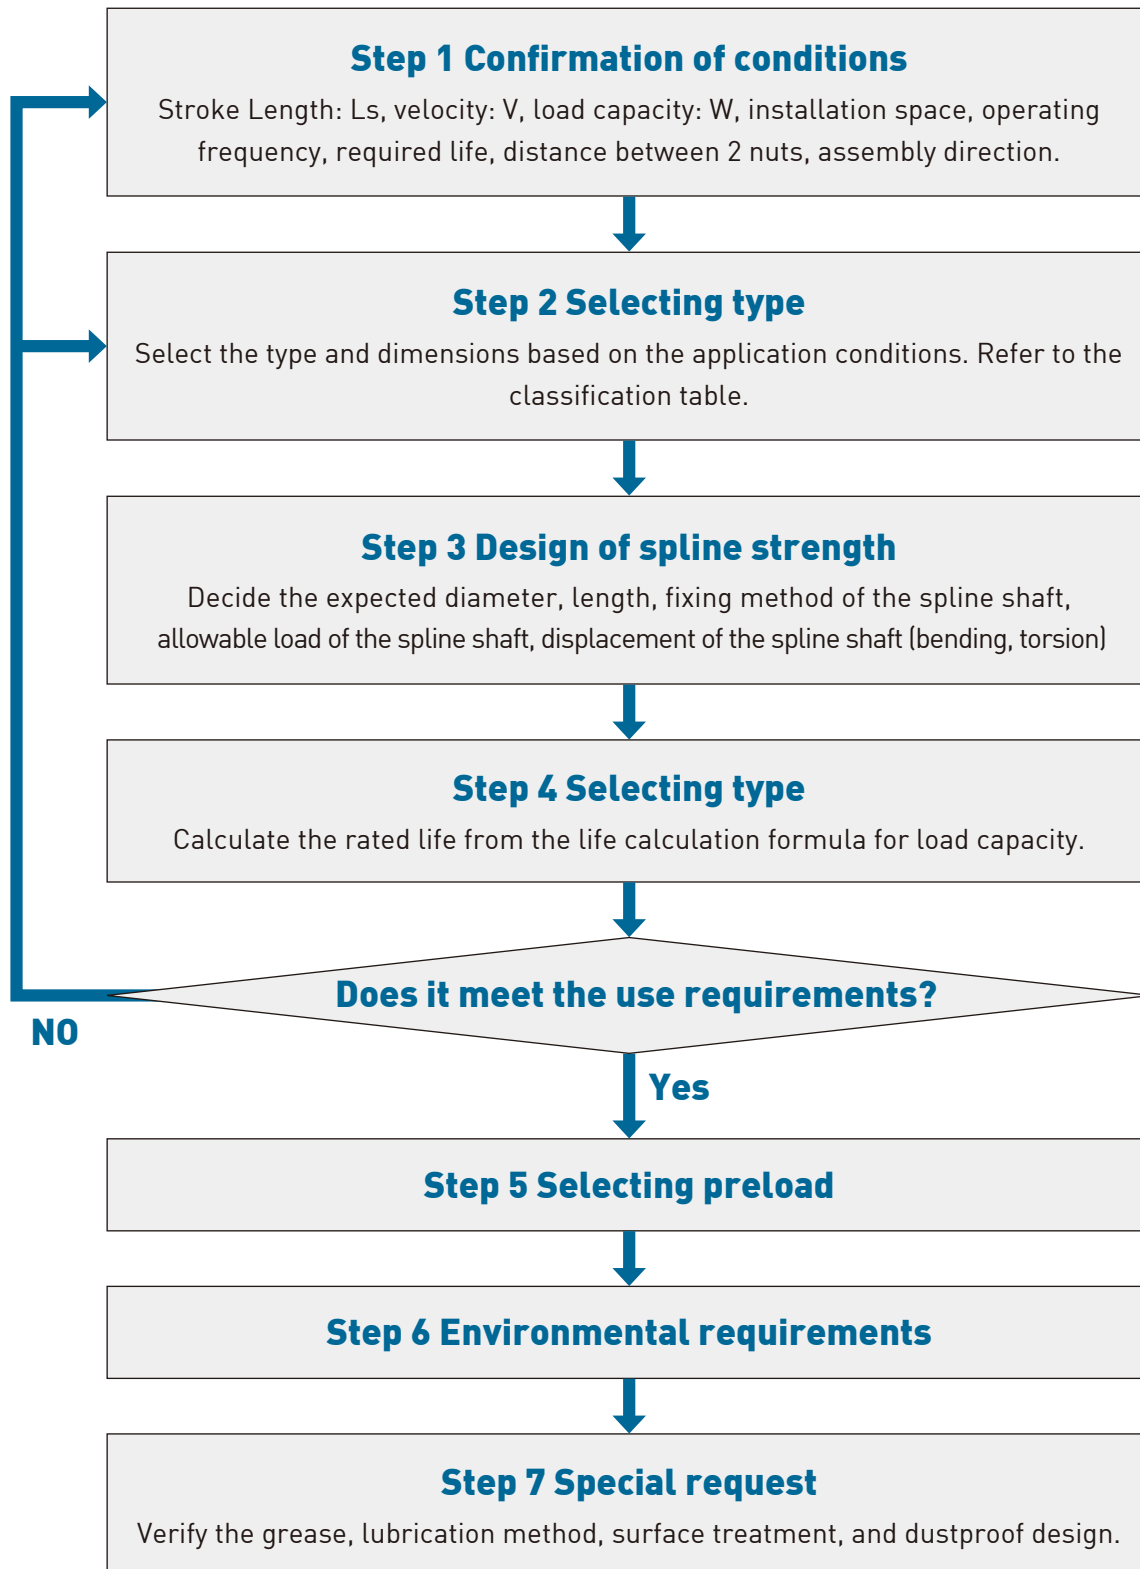 Step 1 Confirmation of conditions
Stroke Length: Ls, velocity: V, load capacity: W, installation space, operating
frequency, required life, distance between 2 nuts, assembly direction.
Step 2 Selecting type
Select the type and dimensions based on the application conditions. Refer to the
classification table.
Step 3 Design of spline strength
Decide the expected diameter, length, fixing method of the spline shaft,
allowable load of the spline shaft, displacement of the spline shaft (bending, torsion)
Step 4 Selecting type
Calculate the rated life from the life calculation formula for load capacity.
Does it meet the use requirements?
NO
Yes
Step 5 Selecting preload
Step 6 Environmental requirements
Step 7 Special request
Verify the grease, lubrication method, surface treatment, and dustproof design.